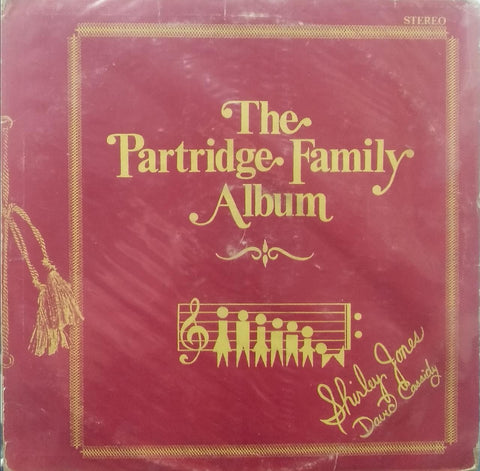 STEREO
The
Partridge Family
Album
Shirley Jones
David Cassidy